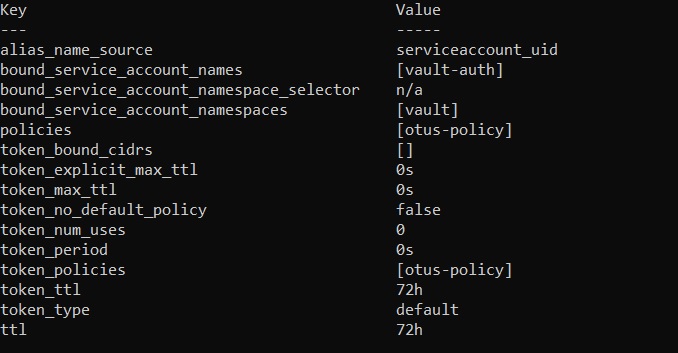 Key Value
--- -----
alias_name_source serviceaccount_uid
bound_service_account_names [vault-auth]
bound_service_account_namespace_selector n/a
bound_service_account_namespaces [vault]
policies [otus-policy]
token_bound_cidrs []
token_explicit_max_ttl 0s
token_max_ttl 0s
token_no_default_policy false
token_num_uses 0
token_period 0s
token_policies [otus-policy]
token_ttl 72h
token_type default
ttl 72h